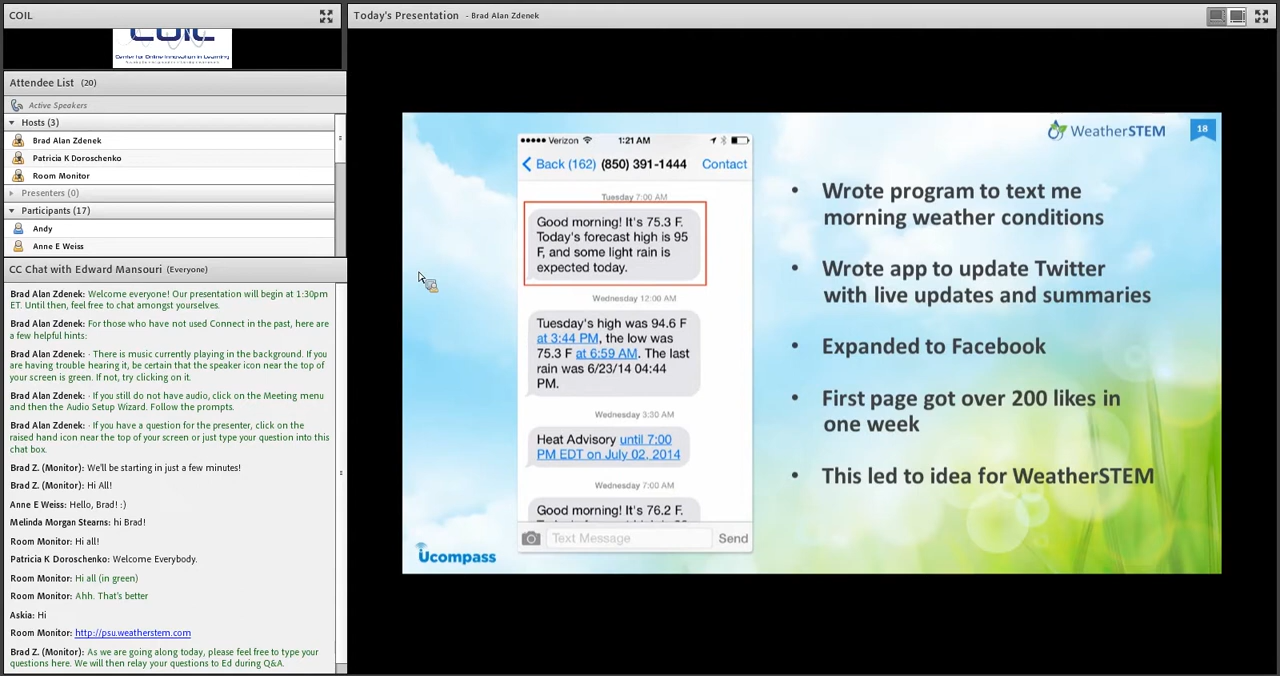 COIL
COIL
Center for Online Innovation in Learning
Attendee List (20)
Active Speakers
Hosts (3)
Brad Alan Zdenek
Patricia K Doroschenko
Room Monitor
Presenters (0)
Participants (17)
Andy
Anne E Weiss
CC Chat with Edward Mansouri (Everyone)
Brad Alan Zdenek: Welcome everyone! Our presentation will begin at 1:30pm
ET. Until then, feel free to chat amongst yourselves.
Brad Alan Zdenek: For those who have not used Connect in the past, here are
a few helpful hints:
Brad Alan Zdenek: · There is music currently playing in the background. If you
are having trouble hearing it, be certain that the speaker icon near the top of
your screen is green. If not, try clicking on it.
Brad Alan Zdenek: · If you still do not have audio, click on the Meeting menu
and then the Audio Setup Wizard. Follow the prompts.
Brad Alan Zdenek: · If you have a question for the presenter, click on the
raised hand icon near the top of your screen or just type your question into this
chat box.
Brad Z. (Monitor): We'll be starting in just a few minutes!
Brad Z. (Monitor): Hi All!
Anne E Weiss: Hello, Brad! :)
Melinda Morgan Stearns: hi Brad!
Room Monitor: Hi all!
Patricia K Doroschenko: Welcome Everybody.
Room Monitor: Hi all (in green)
Room Monitor: Ahh. That's better
Askia: Hi
Room Monitor: http://psu.weatherstem.com
Brad Z. (Monitor): As we are going along today, please feel free to type your
questions here. We will then relay your questions to Ed during Q&A.
Today's Presentation - Brad Alan Zdenek
WeatherSTEM
18
Verizon 1:21 AM
Back (162) (850) 391-1444 Contact
Tuesday 7:00 AM
Good morning! It's 75.3 F.
Today's forecast high is 95
F, and some light rain is
expected today.
Wednesday 12:00 AM
Tuesday's high was 94.6 F
at 3:44 PM, the low was
75.3 F at 6:59 AM. The last
rain was 6/23/14 04:44
PM.
Wednesday 3:30 AM
Heat Advisory until 7:00
PM EDT on July 02, 2014
Wednesday 7:00 AM
Good morning! It's 76.2 F.
Text Message Send
Ucompass
• Wrote program to text me
morning weather conditions
• Wrote app to update Twitter
with live updates and summaries
• Expanded to Facebook
• First page got over 200 likes in
one week
• This led to idea for WeatherSTEM